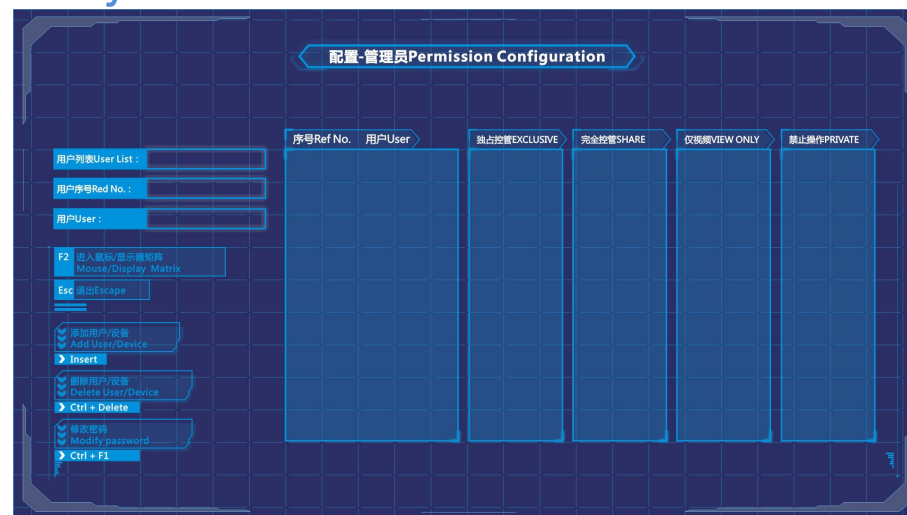 配置-管理员Permission Configuration
序号Ref No. 用户User
独占控管EXCLUSIVE
完全控管SHARE
仅视频VIEW ONLY
禁止操作PRIVATE
用户列表User List :
用户序号Red No. :
用户User :
F2 进入鼠标/显示器矩阵
Mouse/Display Matrix
Esc 退出Escape
添加用户/设备
Add User/Device
Insert
删除用户/设备
Delete User/Device
Ctrl + Delete
修改密码
Modify password
Ctrl + F1